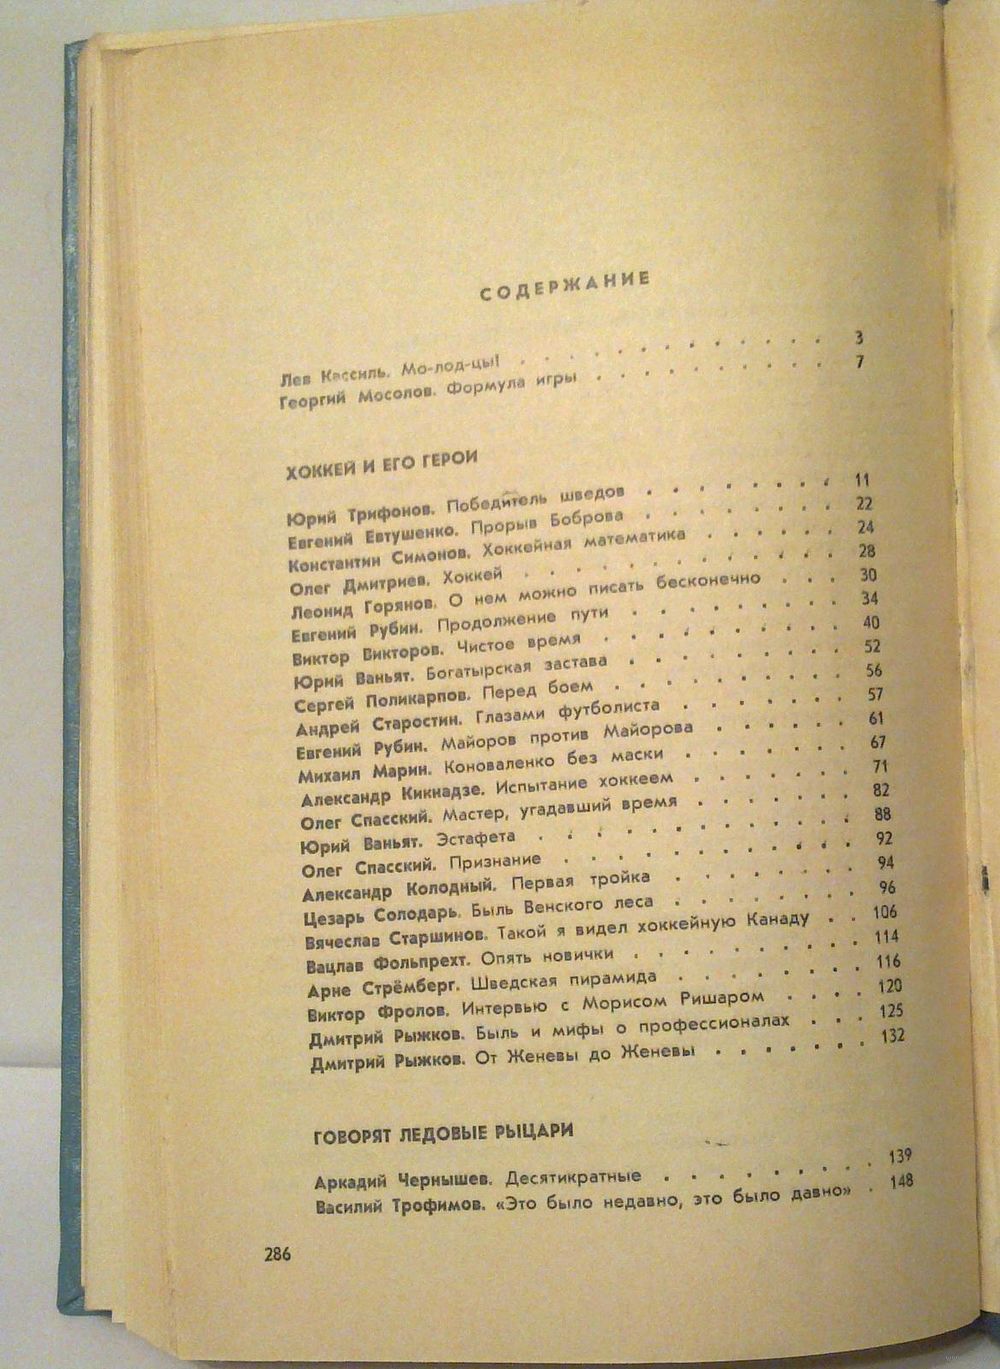 СОДЕРЖАНИЕ
Лев Кассиль. Мо-лод-цы! . . . . . . . . . . . . . 3
Георгий Мосолов. Формула игры . . . . . . . . . . 7
ХОККЕЙ И ЕГО ГЕРОИ
Юрий Трифонов. Победитель шведов . . . . . . . 11
Евгений Евтушенко. Прорыв Боброва . . . . . . . 22
Константин Симонов. Хоккейная математика . . . . . 24
Олег Дмитриев. Хоккей . . . . . . . . . . . . 28
Леонид Горянов. О нем можно писать бесконечно . . . 30
Евгений Рубин. Продолжение пути . . . . . . . . 34
Виктор Викторов. Чистое время . . . . . . . . . 40
Юрий Ваньят. Богатырская застава . . . . . . . . 52
Сергей Поликарпов. Перед боем . . . . . . . . . 56
Андрей Старостин. Глазами футболиста . . . . . . 57
Евгений Рубин. Майоров против Майорова . . . . . 61
Михаил Марин. Коноваленко без маски . . . . . . 67
Александр Кикнадзе. Испытание хоккеем . . . . . . 71
Олег Спасский. Мастер, угадавший время . . . . . . 82
Юрий Ваньят. Эстафета . . . . . . . . . . . . 88
Олег Спасский. Признание . . . . . . . . . . . 92
Александр Колодный. Первая тройка . . . . . . . 94
Цезарь Солодарь. Быль Венского леса . . . . . . . 96
Вячеслав Старшинов. Такой я видел хоккейную Канаду . . 106
Вацлав Фольпрехт. Опять новички . . . . . . . . . 114
Арне Стрёмберг. Шведская пирамида . . . . . . . 116
Виктор Фролов. Интервью с Морисом Ришаром . . . . 120
Дмитрий Рыжков. Быль и мифы о профессионалах . . . 125
Дмитрий Рыжков. От Женевы до Женевы . . . . . . . 132
ГОВОРЯТ ЛЕДОВЫЕ РЫЦАРИ
Аркадий Чернышев. Десятикратные . . . . . . . . . 139
Василий Трофимов. «Это было недавно, это было давно» . 148
286